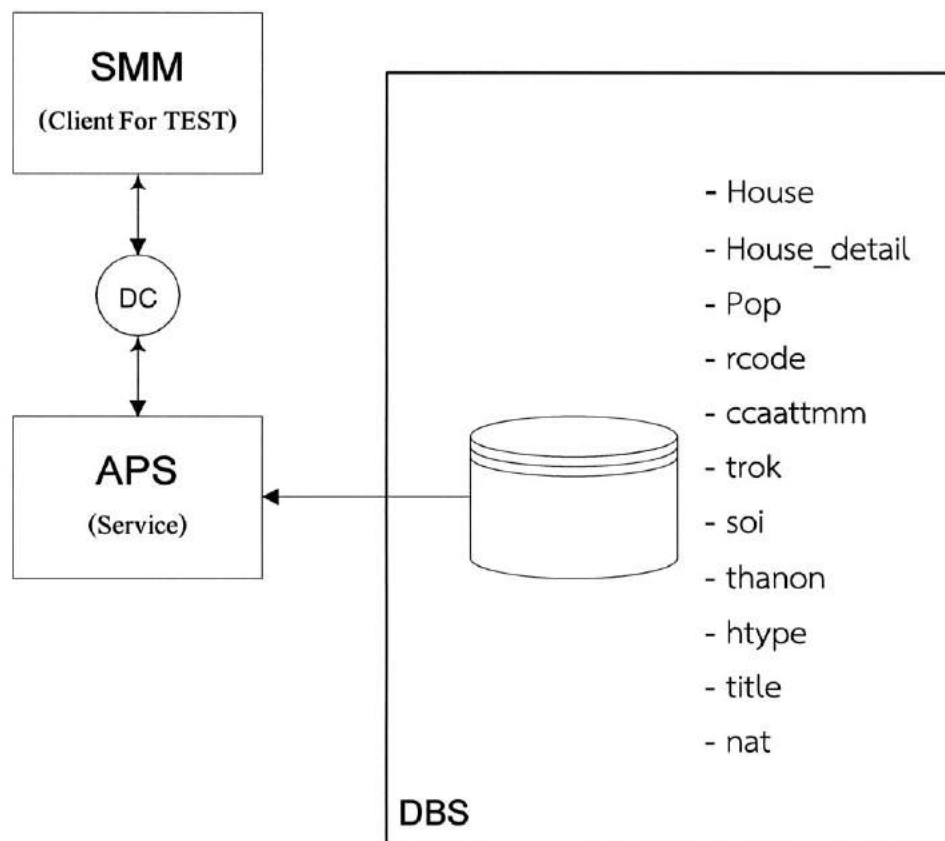 SMM
(Client For TEST)
DC
APS
(Service)
- House
- House_detail
- Pop
- rcode
- ccaattmm
- trok
- soi
- thanon
- htype
- title
- nat
DBS